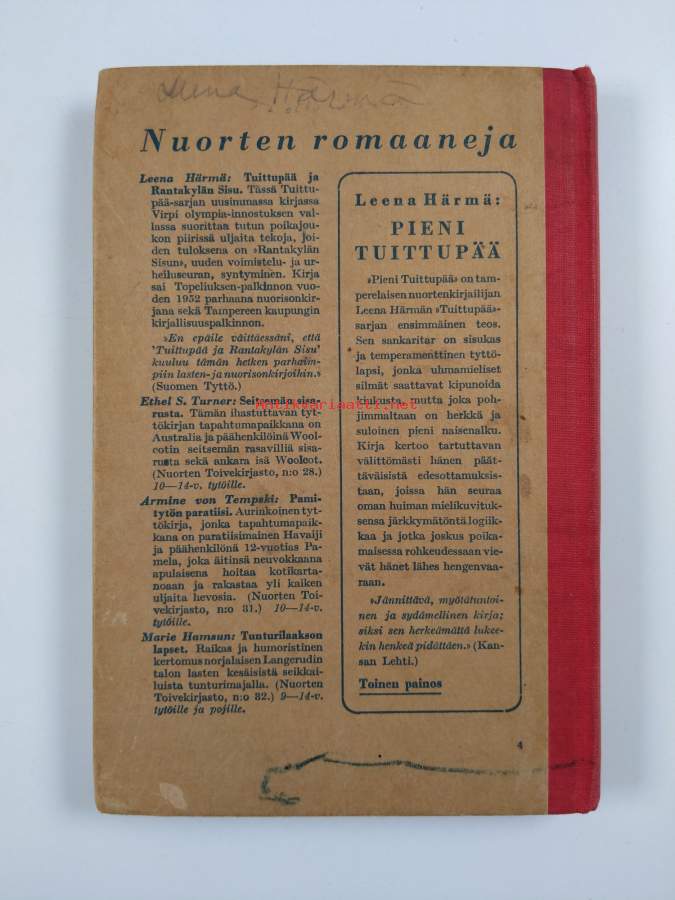 Leena Härmä
Nuorten romaaneja
Leena Härmä: Tuittupää ja
Rantakylän Sisu. Tässä Tuittu-
pää-sarjan uusimmassa kirjassa
Virpi olympia-innostuksen val-
lassa suorittaa tutun poikajou-
kon piirissä uljaita tekoja, joi-
den tuloksena on »Rantakylän
Sisun», uuden voimistelu- ja ur-
heiluseuran, syntyminen. Kirja
sai Topeliuksen-palkinnon vuo-
den 1952 parhaana nuorisonkir-
jana sekä Tampereen kaupungin
kirjallisuuspalkinnon.
»En epäile väittäessäni, että
'Tuittupää ja Rantakylän Sisu'
kuuluu tämän hetken parhaim-
piin lasten- ja nuorisonkirjoihin.»
(Suomen Tyttö.)
Ethel S. Turner: Seitsemän sisa-
rusta. Tämän ihastuttavan tyt-
tökirjan tapahtumapaikkana on
Australia ja päähenkilöinä Wool-
cotin seitsemän rasavilliä sisa-
rusta sekä ankara isä Woolcot.
(Nuorten Toivekirjasto, n:o 28.)
10—14-v. tytöille.
Armine von Tempski: Pami-
tytön paratiisi. Aurinkoinen tyt-
tökirja, jonka tapahtumapaik-
kana on paratiisimainen Havaiji
ja päähenkilönä 12-vuotias Pa-
mela, joka äitinsä neuvokkaana
apulaisena hoitaa kotikarta-
noaan ja rakastaa yli kaiken
uljaita hevosia. (Nuorten Toi-
vekirjasto, n:o 31.) 10—14-v.
tytöille.
Marie Hamsun: Tunturilaakson
lapset. Raikas ja humoristinen
kertomus norjalaisen Langerudin
talon lasten kesäisistä seikkai-
luista tunturimajalla. (Nuorten
Toivekirjasto, n:o 32.) 9—14-v.
tytöille ja pojille.
Leena Härmä:
PIENI
TUITTUPÄÄ
»Pieni Tuittupää» on tam-
perelaisen nuortenkirjailijan
Leena Härmän »Tuittupää»-
sarjan ensimmäinen teos.
Sen sankaritar on sisukas
ja temperamenttinen tyttö-
lapsi, jonka uhmamieliset
silmät saattavat kipunoida
kiukusta, mutta joka poh-
jimmaltaan on herkkä ja
suloinen pieni naisenalku.
Kirja kertoo tartuttavan
välittömästi hänen päät-
täväisistä edesottamuksis-
taan, joissa hän seuraa
oman huiman mielikuvituk-
sensa järkkymätöntä logiik-
kaa ja jotka joskus poika-
maisessa rohkeudessaan vie-
vät hänet lähes hengenvaa-
raan.
»Jännittävä, myötätuntoi-
nen ja sydämellinen kirja;
siksi sen herkeämättä lukee-
kin henkeä pidättäen.» (Kan-
san Lehti.)
Toinen painos
4
Antikvariaatti.net